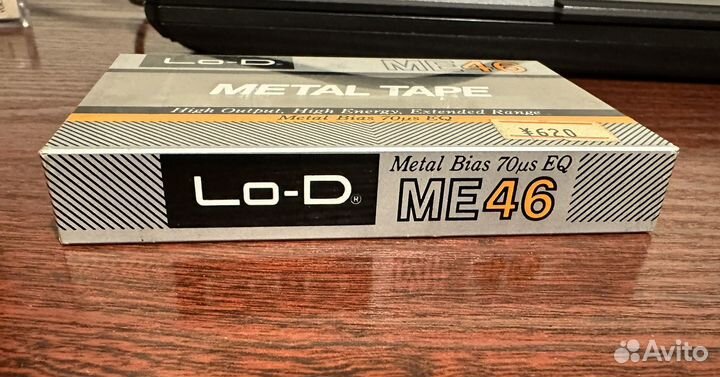 Lo-D
ME46
METAL TAPE
High Output, High Energy, Extended Range
Metal Bias 70μs EQ
¥620
Lo-D®
Metal Bias 70μs EQ
ME46
Avito